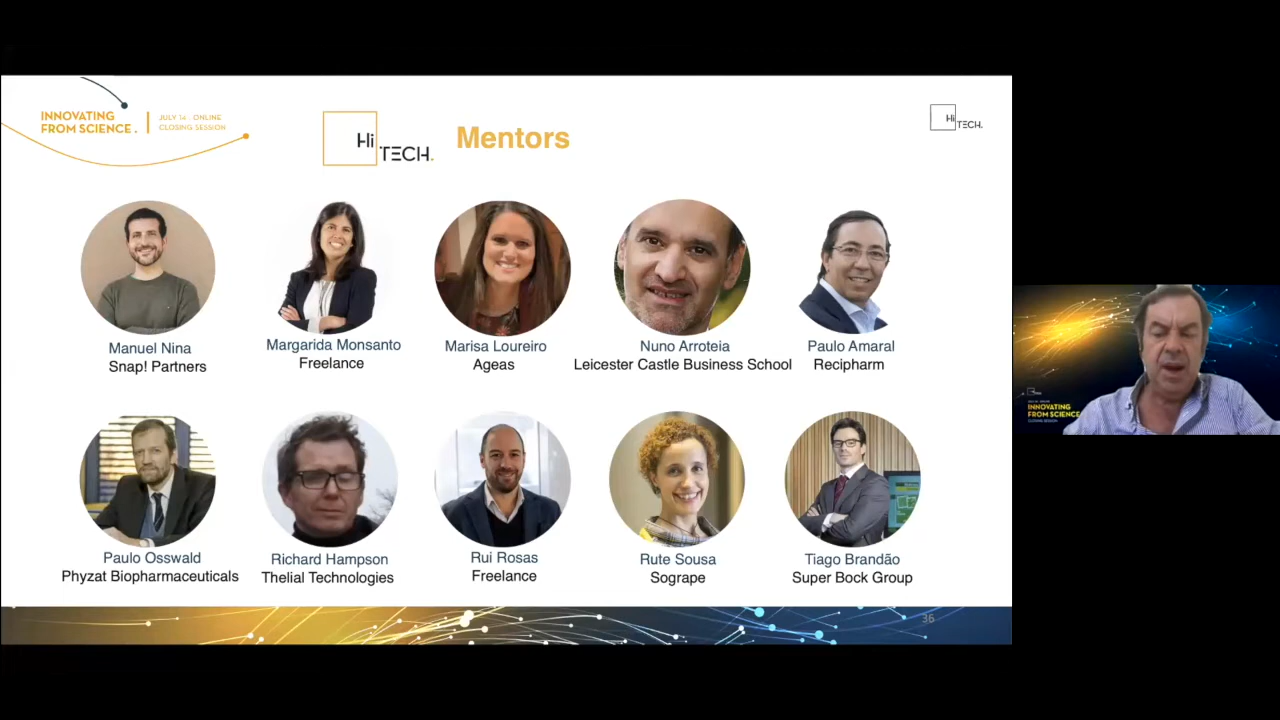 INNOVATING
FROM SCIENCE .
JULY 14 . ONLINE
CLOSING SESSION
Hi
TECH.
Mentors
Hi
TECH.
Manuel Nina
Snap! Partners
Margarida Monsanto
Freelance
Marisa Loureiro
Ageas
Nuno Arroteia
Leicester Castle Business School
Paulo Amaral
Recipharm
Paulo Osswald
Phyzat Biopharmaceuticals
Richard Hampson
Thelial Technologies
Rui Rosas
Freelance
Rute Sousa
Sogrape
Tiago Brandão
Super Bock Group
36
INNOVATING
FROM SCIENCE
CLOSING SESSION